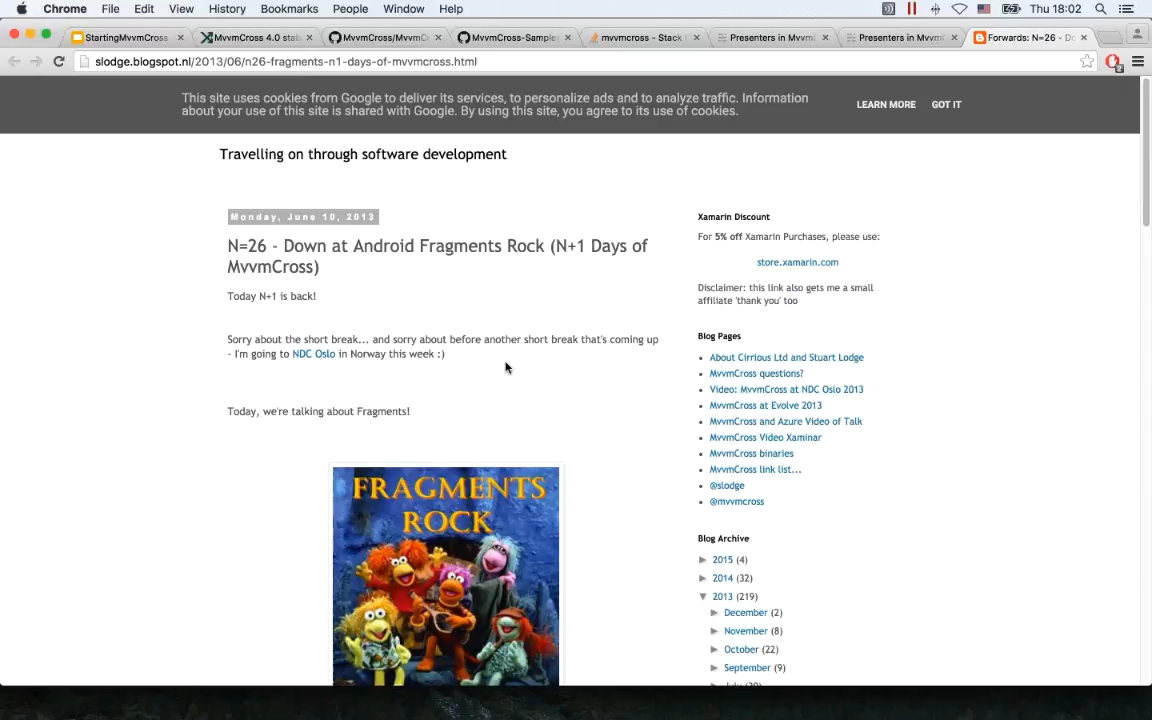 Chrome File Edit View History Bookmarks People Window Help Thu 18:02
StartingMvvmCross MvvmCross 4.0 stab MvvmCross/MvvmC MvvmCross-Sample mvvmcross - Stack Presenters in MvvmC Presenters in MvvmC Forwards: N=26 - Do
slodge.blogspot.nl/2013/06/n26-fragments-n1-days-of-mvvmcross.html
This site uses cookies from Google to deliver its services, to personalize ads and to analyze traffic. Information
about your use of this site is shared with Google. By using this site, you agree to its use of cookies.
LEARN MORE GOT IT
Travelling on through software development
Monday, June 10, 2013
N=26 - Down at Android Fragments Rock (N+1 Days of
MvvmCross)
Today N+1 is back!
Sorry about the short break... and sorry about before another short break that's coming up
- I'm going to NDC Oslo in Norway this week :)
Today, we're talking about Fragments!
FRAGMENTS
ROCK
Xamarin Discount
For 5% off Xamarin Purchases, please use:
store.xamarin.com
Disclaimer: this link also gets me a small
affiliate 'thank you' too
Blog Pages
About Cirrious Ltd and Stuart Lodge
MvvmCross questions?
Video: MvvmCross at NDC Oslo 2013
MvvmCross at Evolve 2013
MvvmCross and Azure Video of Talk
MvvmCross Video Xaminar
MvvmCross binaries
MvvmCross link list...
@slodge
@mvvmcross
Blog Archive
► 2015 (4)
► 2014 (32)
▼ 2013 (219)
► December (2)
► November (8)
► October (22)
► September (9)